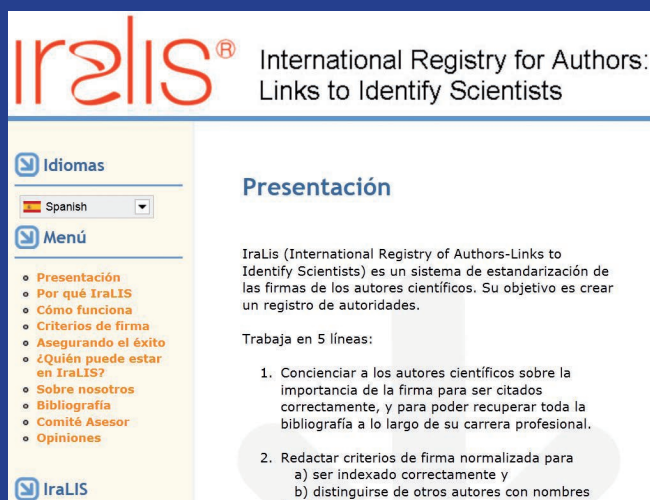 Iralis®
International Registry for Authors:
Links to Identify Scientists
Idiomas
Spanish
Menú
Presentación
Por qué IraLIS
Cómo funciona
Criterios de firma
Asegurando el éxito
¿Quién puede estar
en IraLIS?
Sobre nosotros
Bibliografía
Comité Asesor
Opiniones
IraLIS
Presentación
IraLis (International Registry of Authors-Links to
Identify Scientists) es un sistema de estandarización de
las firmas de los autores científicos. Su objetivo es crear
un registro de autoridades.
Trabaja en 5 líneas:
1. Concienciar a los autores científicos sobre la
importancia de la firma para ser citados
correctamente, y para poder recuperar toda la
bibliografía a lo largo de su carrera profesional.
2. Redactar criterios de firma normalizada para
a) ser indexado correctamente y
b) distinguirse de otros autores con nombres